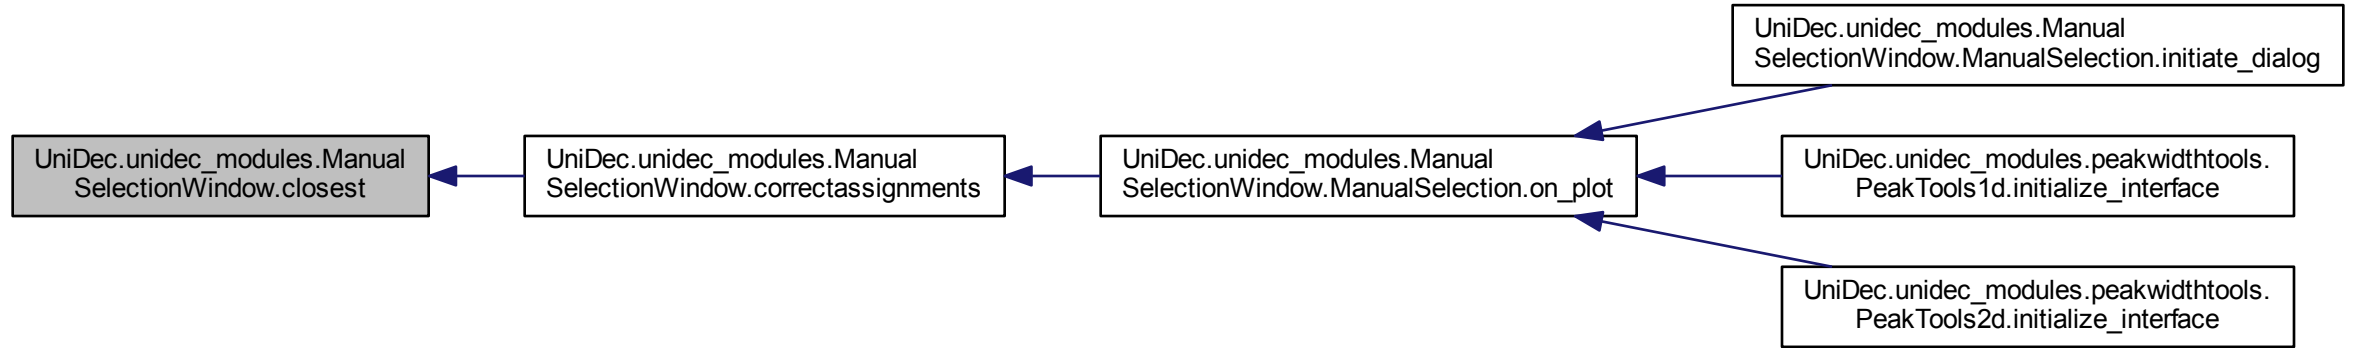 UniDec.unidec_modules.Manual
SelectionWindow.closest
UniDec.unidec_modules.Manual
SelectionWindow.correctassignments
UniDec.unidec_modules.Manual
SelectionWindow.ManualSelection.on_plot
UniDec.unidec_modules.Manual
SelectionWindow.ManualSelection.initiate_dialog
UniDec.unidec_modules.peakwidthtools.
PeakTools1d.initialize_interface
UniDec.unidec_modules.peakwidthtools.
PeakTools2d.initialize_interface